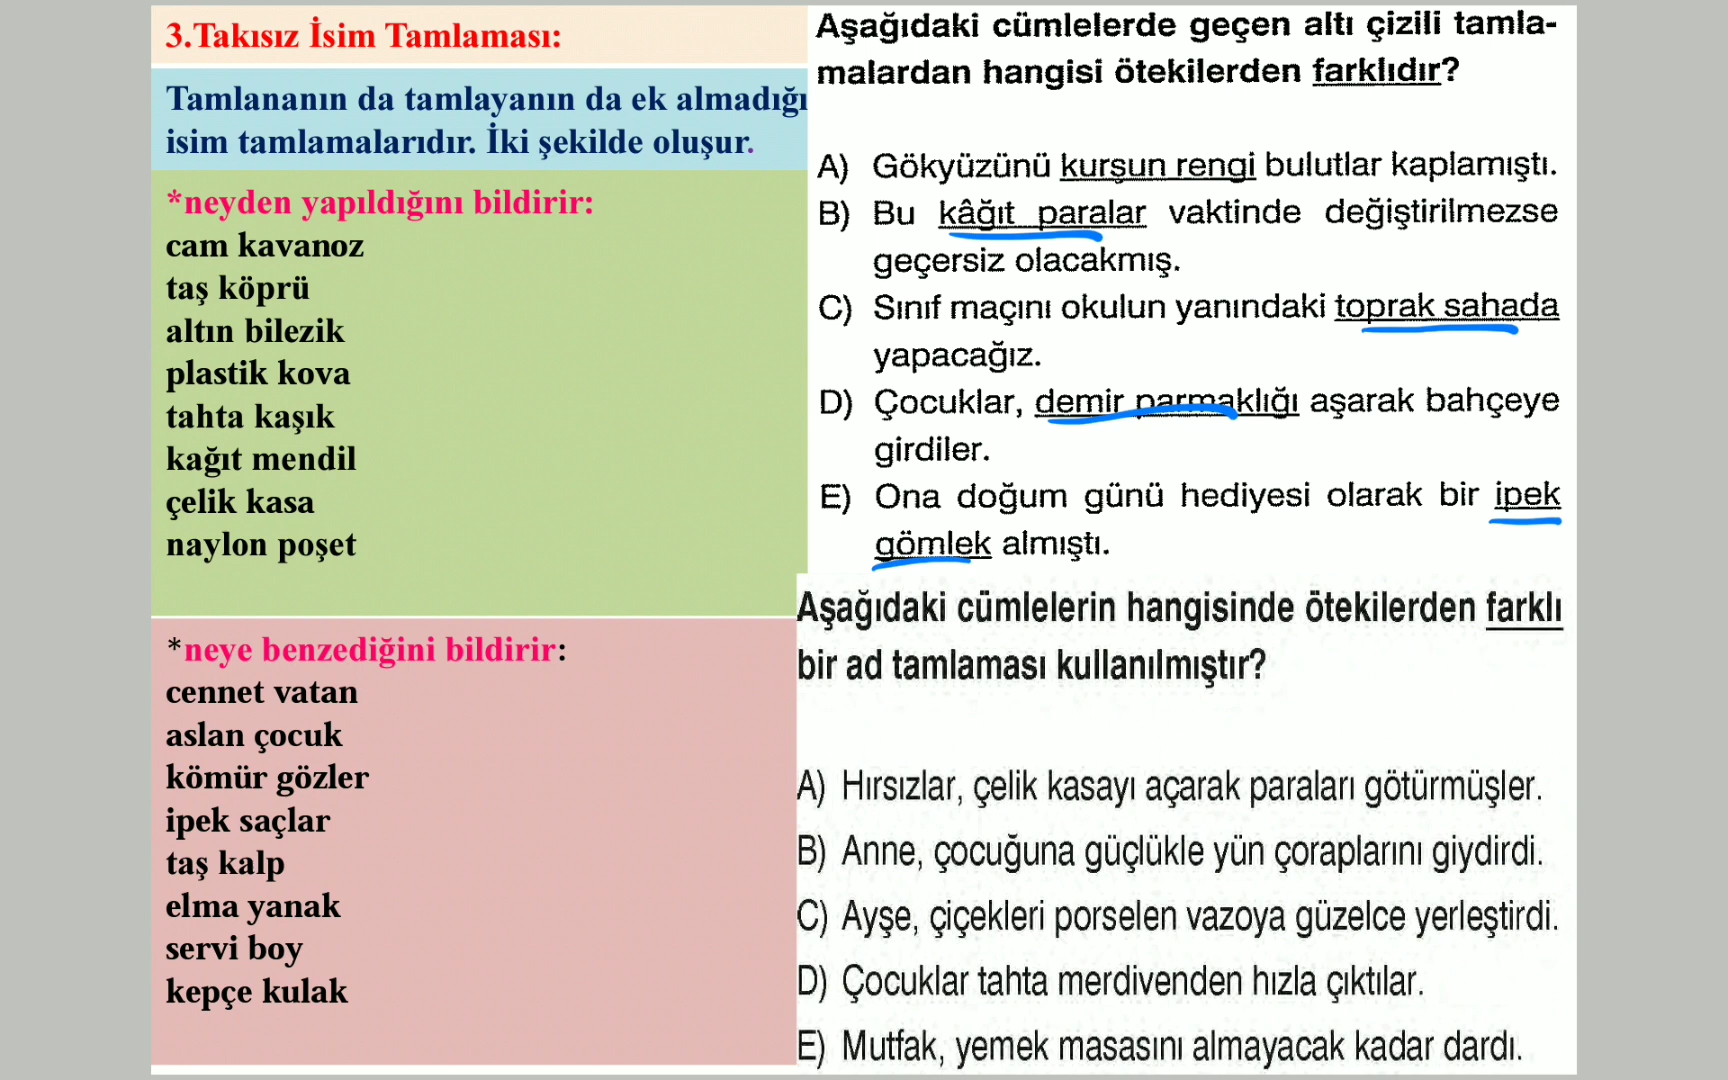 3.Takısız İsim Tamlaması:
Tamlananın da tamlayanın da ek almadığı
isim tamlamalarıdır. İki şekilde oluşur.
*neyden yapıldığını bildirir:
cam kavanoz
taş köprü
altın bilezik
plastik kova
tahta kaşık
kağıt mendil
çelik kasa
naylon poşet
*neye benzediğini bildirir:
cennet vatan
aslan çocuk
kömür gözler
ipek saçlar
taş kalp
elma yanak
servi boy
kepçe kulak
Aşağıdaki cümlelerde geçen altı çizili tamla-
malardan hangisi ötekilerden farklıdır?
A) Gökyüzünü kurşun rengi bulutlar kaplamıştı.
B) Bu kâğıt paralar vaktinde değiştirilmezse
geçersiz olacakmış.
C) Sınıf maçını okulun yanındaki toprak sahada
yapacağız.
D) Çocuklar, demir parmaklığı aşarak bahçeye
girdiler.
E) Ona doğum günü hediyesi olarak bir ipek
gömlek almıştı.
Aşağıdaki cümlelerin hangisinde ötekilerden farklı
bir ad tamlaması kullanılmıştır?
A) Hırsızlar, çelik kasayı açarak paraları götürmüşler.
B) Anne, çocuğuna güçlükle yün çoraplarını giydirdi.
C) Ayşe, çiçekleri porselen vazoya güzelce yerleştirdi.
D) Çocuklar tahta merdivenden hızla çıktılar.
E) Mutfak, yemek masasını almayacak kadar dardı.